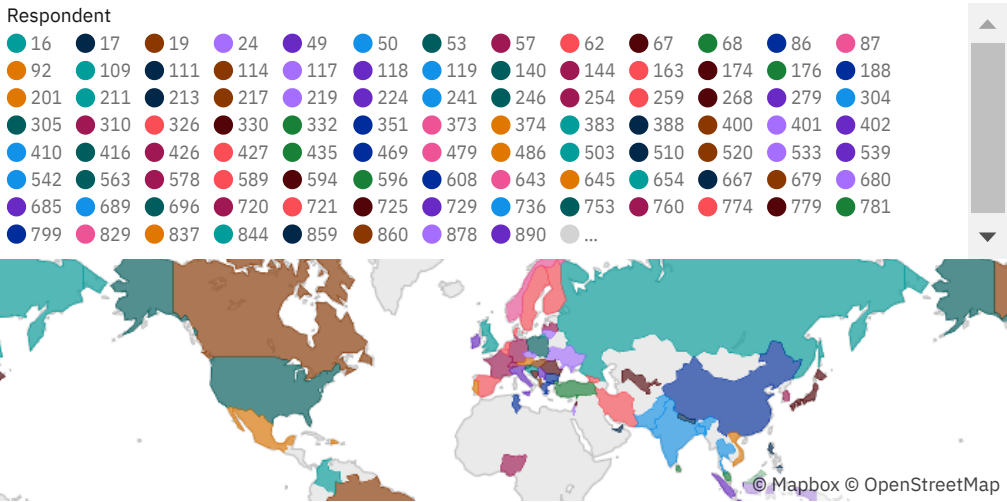 Respondent
16 17 19 24 49 50 53 57 62 67 68 86 87
92 109 111 114 117 118 119 140 144 163 174 176 188
201 211 213 217 219 224 241 246 254 259 268 279 304
305 310 326 330 332 351 373 374 383 388 400 401 402
410 416 426 427 435 469 479 486 503 510 520 533 539
542 563 578 589 594 596 608 643 645 654 667 679 680
685 689 696 720 721 725 729 736 753 760 774 779 781
799 829 837 844 859 860 878 890 ...
© Mapbox © OpenStreetMap